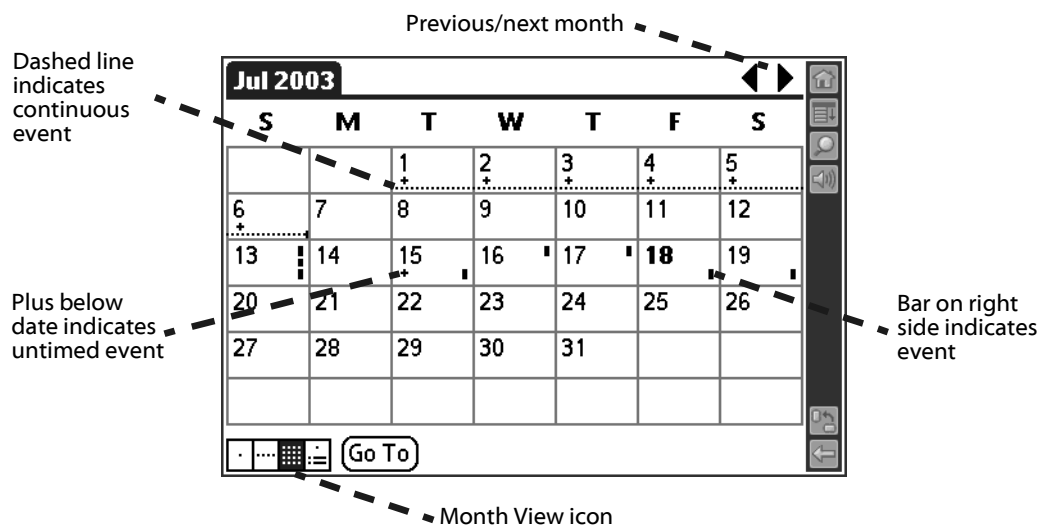 Previous/next month
Dashed line
indicates
continuous
event
Jul 2003
S M T W T F S
1 2 3 4 5
+ + + + +
6 7 8 9 10 11 12
+
13 14 15 16 17 18 19
+
Plus below
date indicates
untimed event
20 21 22 23 24 25 26
Bar on right
side indicates
event
27 28 29 30 31
Go To
Month View icon